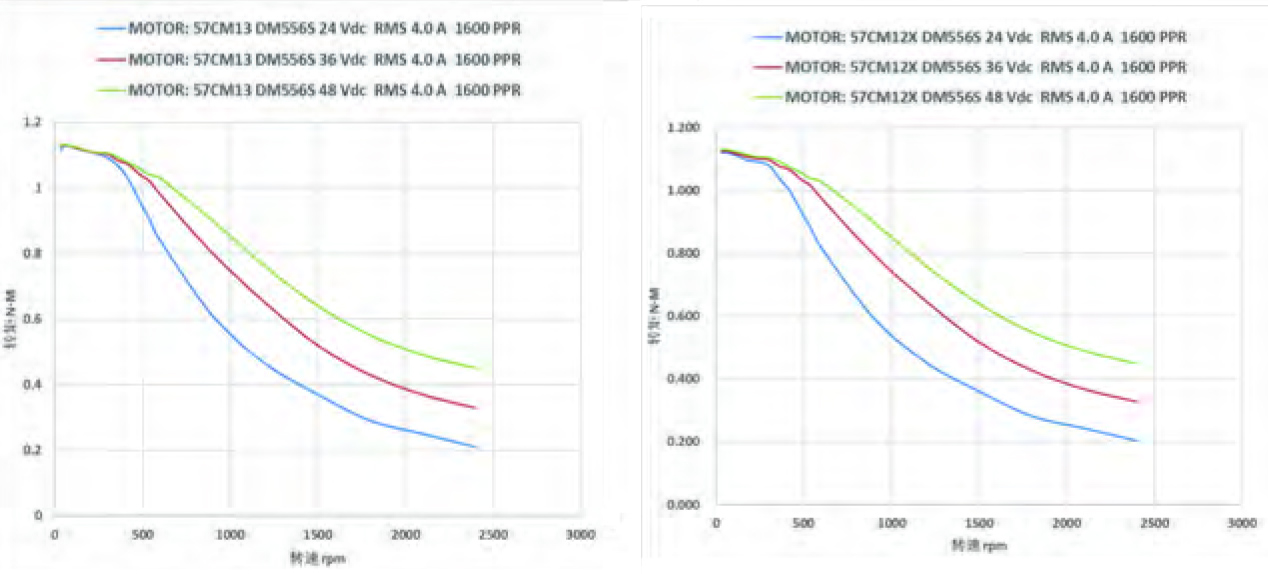 MOTOR: 57CM13 DM556S 24 Vdc RMS 4.0 A 1600 PPR
MOTOR: 57CM13 DM556S 36 Vdc RMS 4.0 A 1600 PPR
MOTOR: 57CM13 DM556S 48 Vdc RMS 4.0 A 1600 PPR
1.2
1
0.8
0.6
0.4
0.2
0
转矩 N-M
0 500 1000 1500 2000 2500 3000
转速 rpm
MOTOR: 57CM12X DM556S 24 Vdc RMS 4.0 A 1600 PPR
MOTOR: 57CM12X DM556S 36 Vdc RMS 4.0 A 1600 PPR
MOTOR: 57CM12X DM556S 48 Vdc RMS 4.0 A 1600 PPR
1.200
1.000
0.800
0.600
0.400
0.200
0.000
转矩 N-M
0 500 1000 1500 2000 2500 3000
转速 rpm